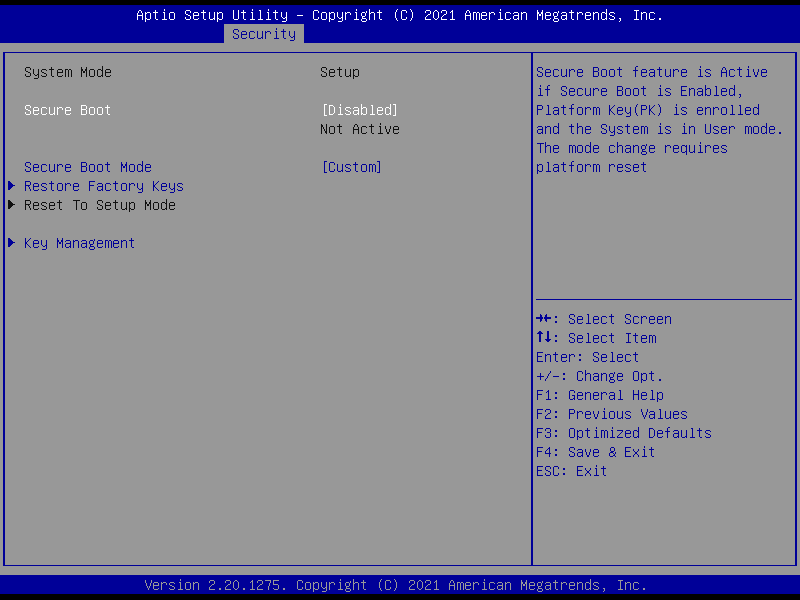 Aptio Setup Utility – Copyright (C) 2021 American Megatrends, Inc.
Security
System Mode Setup
Secure Boot [Disabled]
Not Active
Secure Boot Mode [Custom]
Restore Factory Keys
Reset To Setup Mode
Key Management
Secure Boot feature is Active
if Secure Boot is Enabled,
Platform Key(PK) is enrolled
and the System is in User mode.
The mode change requires
platform reset
→←: Select Screen
↑↓: Select Item
Enter: Select
+/–: Change Opt.
F1: General Help
F2: Previous Values
F3: Optimized Defaults
F4: Save & Exit
ESC: Exit
Version 2.20.1275. Copyright (C) 2021 American Megatrends, Inc.